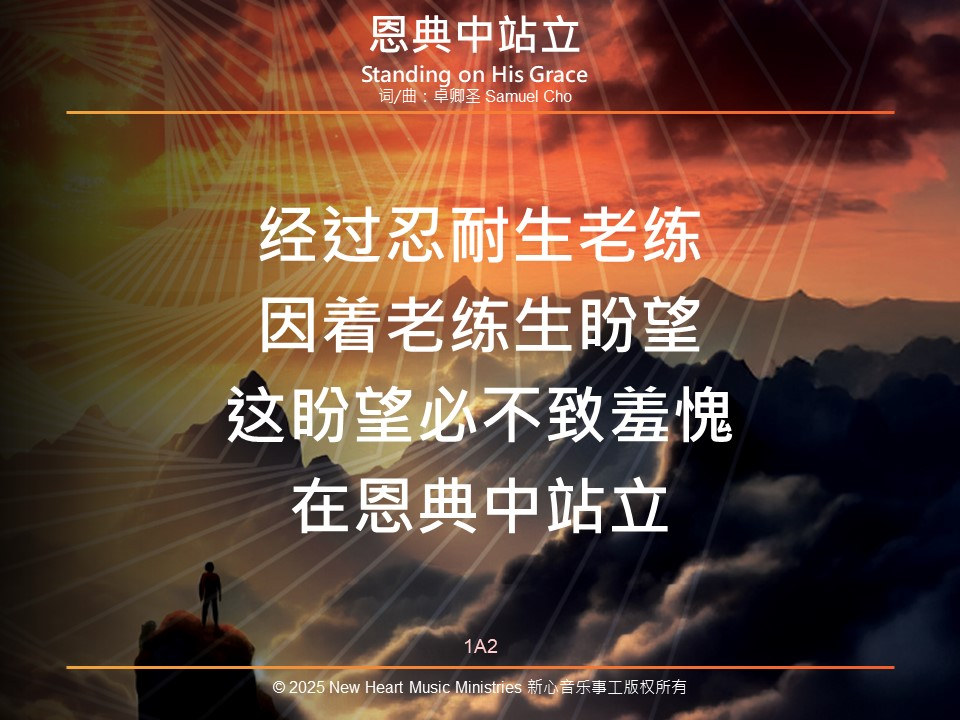 恩典中站立
Standing on His Grace
词/曲：卓卿圣 Samuel Cho
经过忍耐生老练
因着老练生盼望
这盼望必不致羞愧
在恩典中站立
1A2
© 2025 New Heart Music Ministries 新心音乐事工版权所有